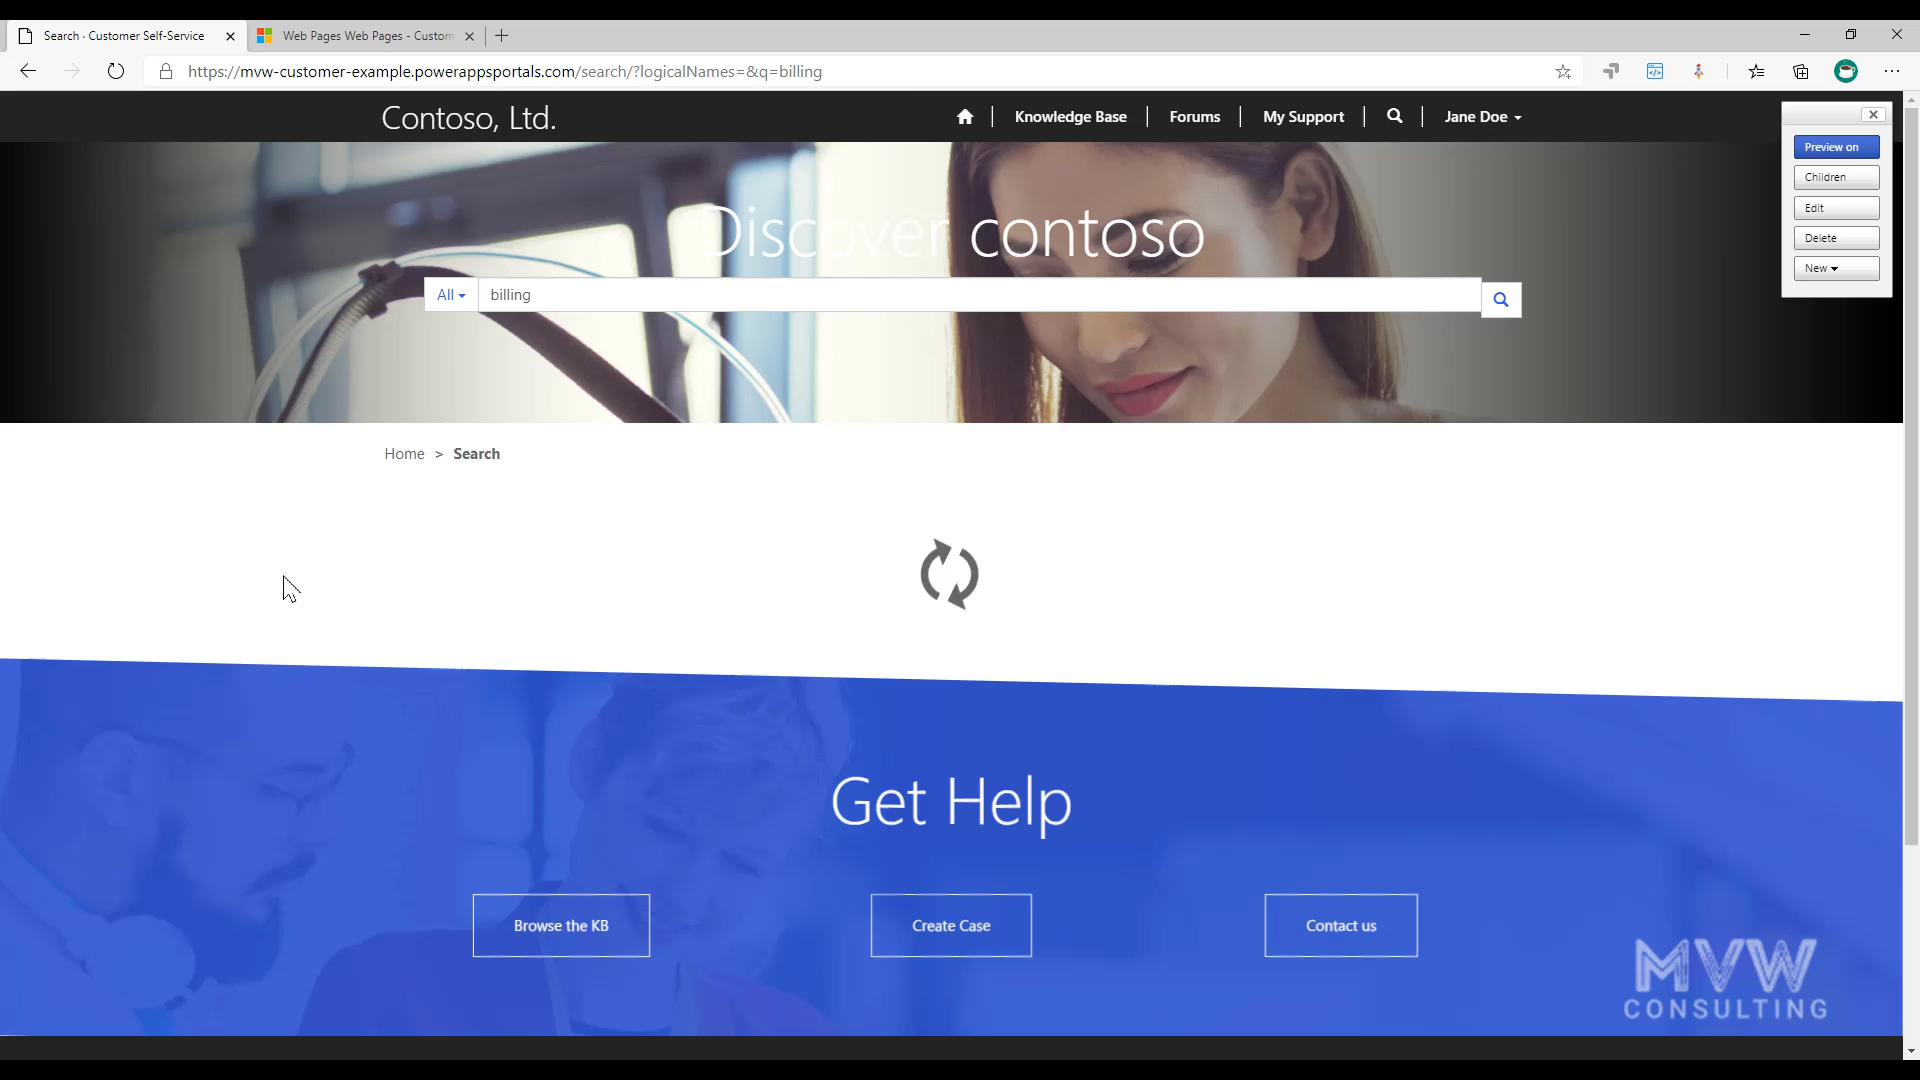 Search · Customer Self-Service
Web Pages Web Pages - Custom
https://mvw-customer-example.powerappsportals.com/search/?logicalNames=&q=billing
Contoso, Ltd.
Knowledge Base
Forums
My Support
Jane Doe
Preview on
Children
Edit
Delete
New
Discover contoso
All
billing
Home > Search
Get Help
Browse the KB
Create Case
Contact us
MVW
CONSULTING